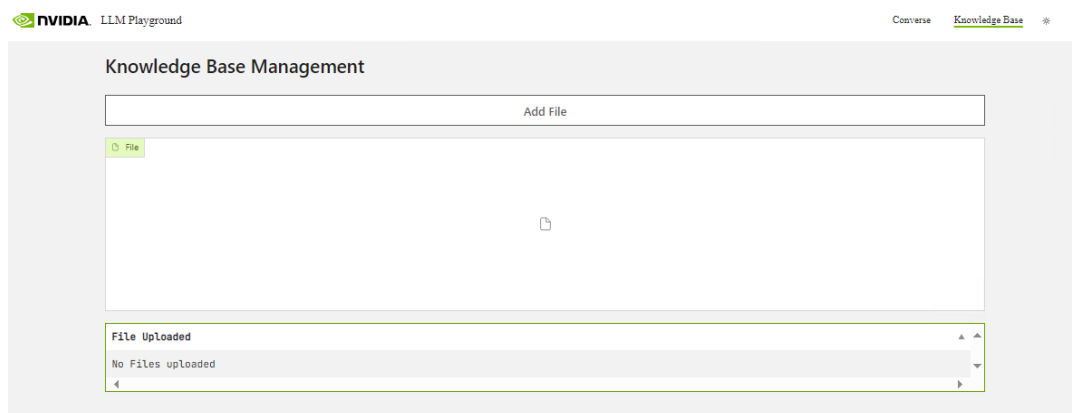 NVIDIA. LLM Playground
Converse Knowledge Base
Knowledge Base Management
Add File
File
File Uploaded
No Files uploaded